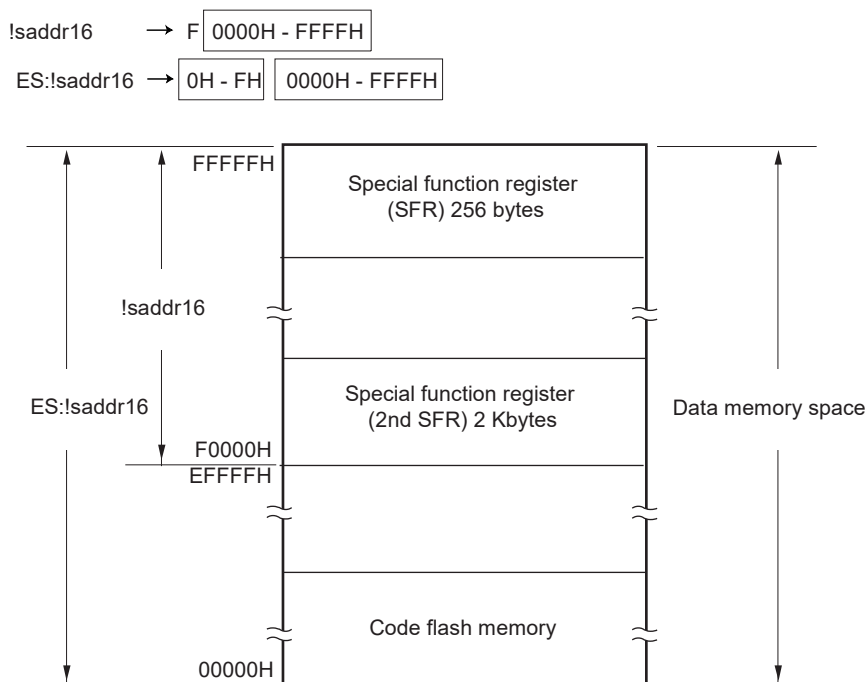 !saddr16 → F 0000H - FFFFH
ES:!saddr16 → 0H - FH 0000H - FFFFH
FFFFFH
Special function register
(SFR) 256 bytes
!saddr16
ES:!saddr16
Special function register
(2nd SFR) 2 Kbytes
Data memory space
F0000H
EFFFFH
Code flash memory
00000H